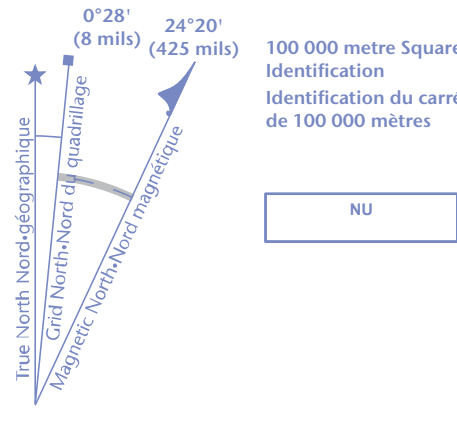 0°28'
(8 mils)
24°20'
(425 mils)
True North Nord•géographique
Grid North•Nord du quadrillage
Magnetic North•Nord magnétique
100 000 metre Square
Identification
Identification du carré
de 100 000 mètres
NU